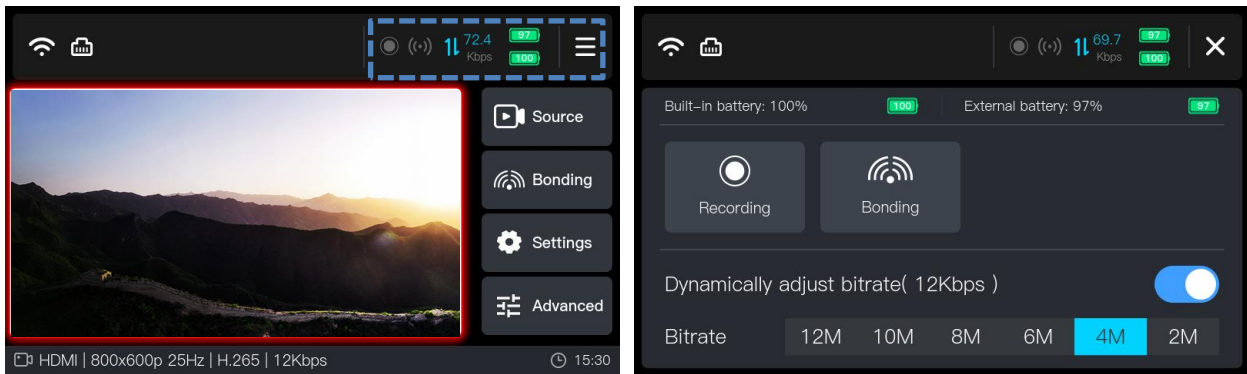 72.4
Kbps
97
100
Source
Bonding
Settings
Advanced
HDMI | 800x600p 25Hz | H.265 | 12Kbps
15:30
69.7
Kbps
97
100
Built-in battery: 100%
100
External battery: 97%
97
Recording
Bonding
Dynamically adjust bitrate( 12Kbps )
Bitrate 12M 10M 8M 6M 4M 2M